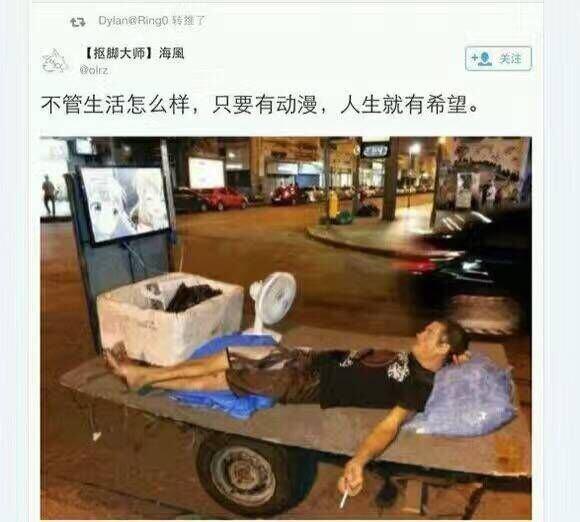 Dylan@Ring0 转推了
【抠脚大师】海風
@olrz
关注
不管生活怎么样，只要有动漫，人生就有希望。